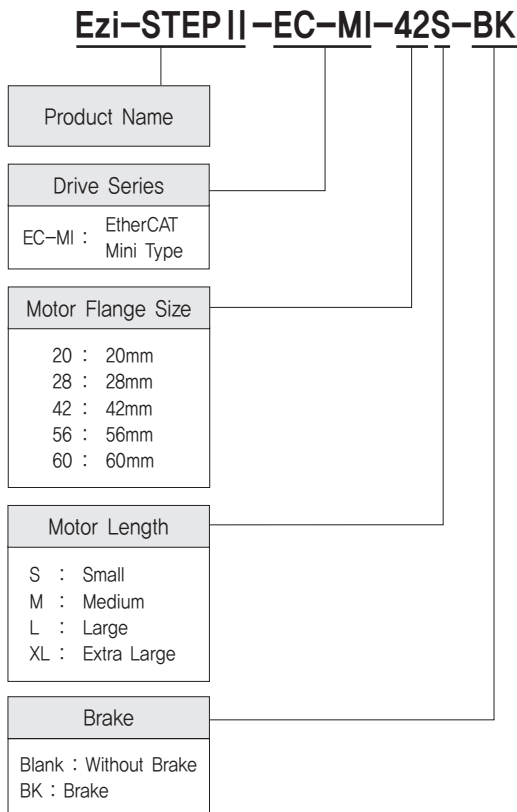 Ezi-STEP II-EC-MI-42S-BK
Product Name
Drive Series
EC-MI : EtherCAT
Mini Type
Motor Flange Size
20 : 20mm
28 : 28mm
42 : 42mm
56 : 56mm
60 : 60mm
Motor Length
S : Small
M : Medium
L : Large
XL : Extra Large
Brake
Blank : Without Brake
BK : Brake